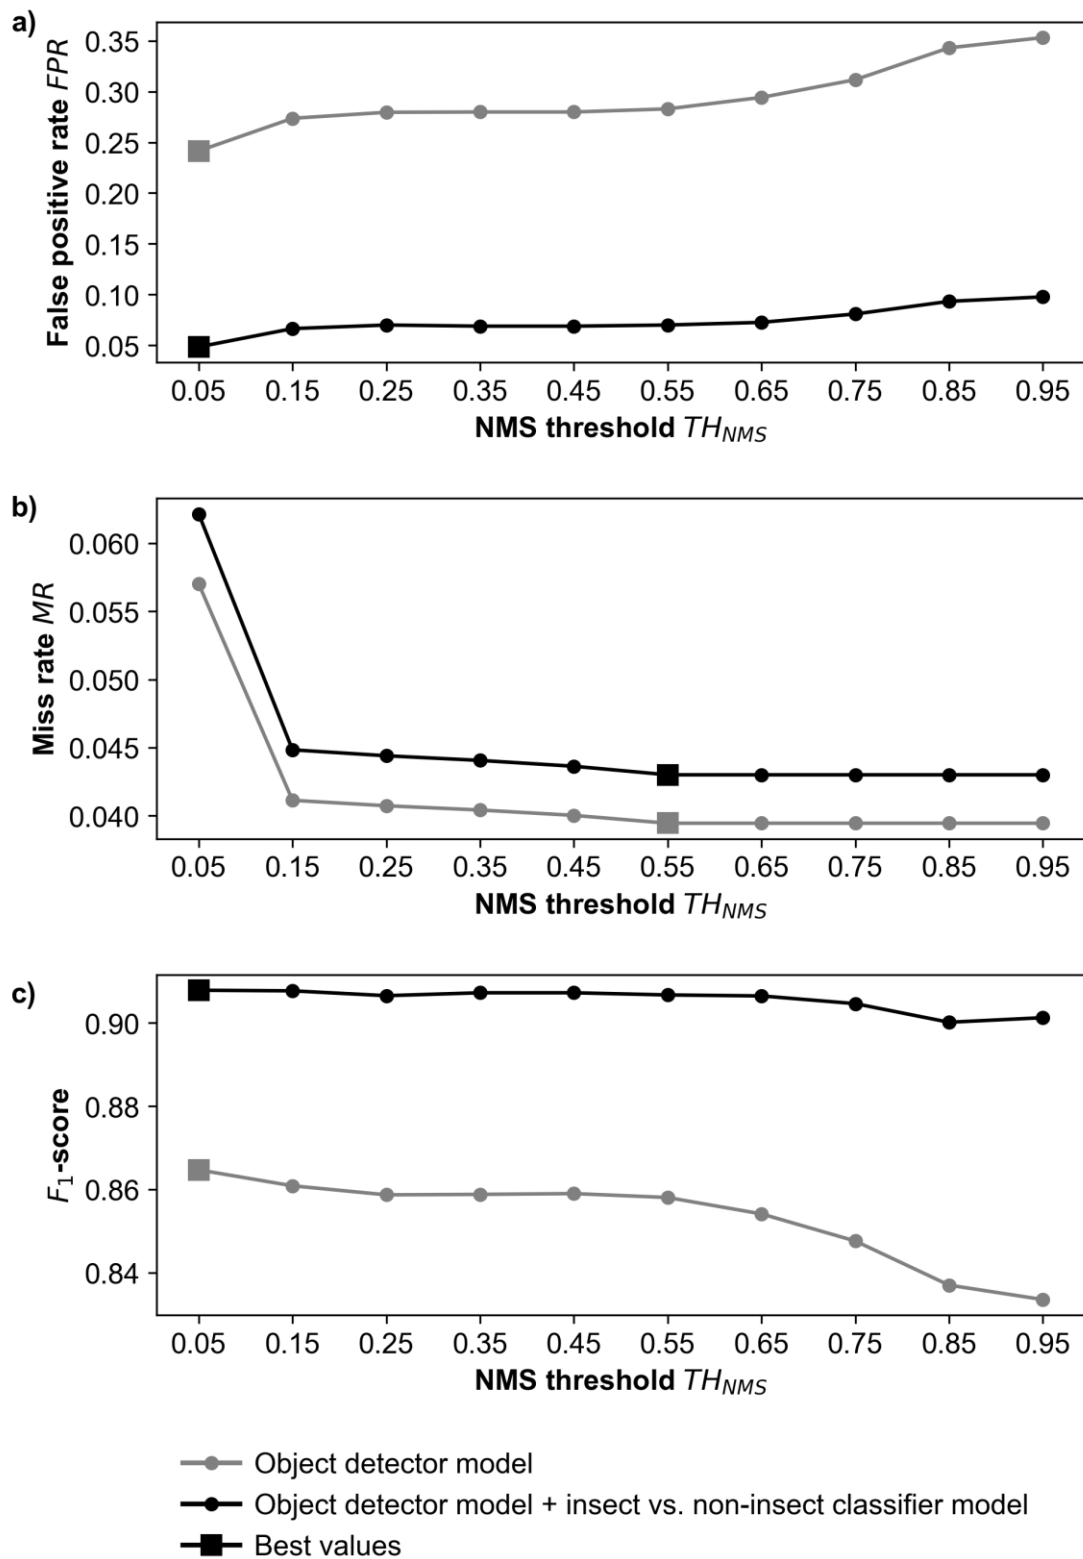 a)
False positive rate FPR
0.35
0.30
0.25
0.20
0.15
0.10
0.05
0.05 0.15 0.25 0.35 0.45 0.55 0.65 0.75 0.85 0.95
NMS threshold TH_NMS
b)
Miss rate MR
0.060
0.055
0.050
0.045
0.040
0.05 0.15 0.25 0.35 0.45 0.55 0.65 0.75 0.85 0.95
NMS threshold TH_NMS
c)
F₁-score
0.90
0.88
0.86
0.84
0.05 0.15 0.25 0.35 0.45 0.55 0.65 0.75 0.85 0.95
NMS threshold TH_NMS
Object detector model
Object detector model + insect vs. non-insect classifier model
Best values